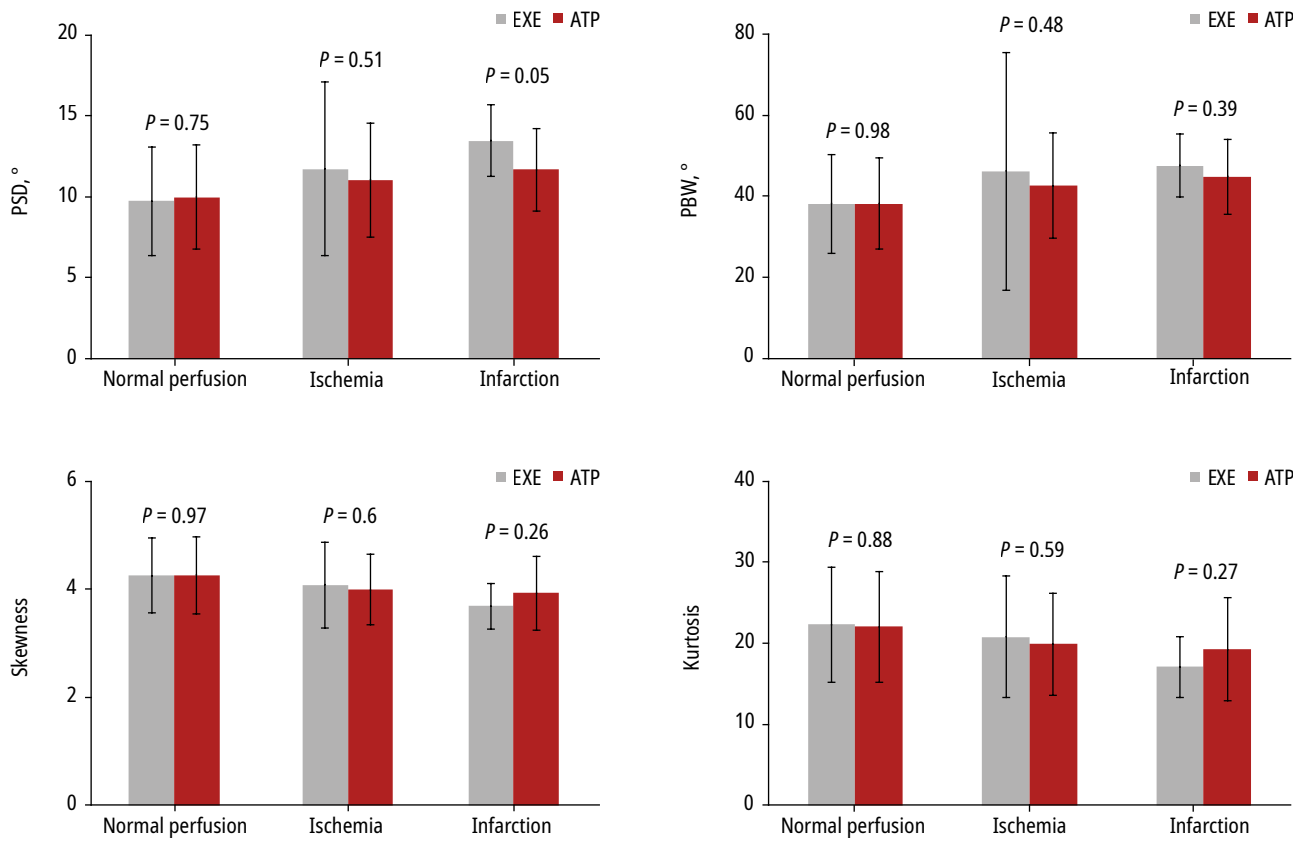 EXE ATP
20
15
10
5
0
PSD, °
P = 0.75
P = 0.51
P = 0.05
Normal perfusion
Ischemia
Infarction
EXE ATP
80
60
40
20
0
PBW, °
P = 0.98
P = 0.48
P = 0.39
Normal perfusion
Ischemia
Infarction
EXE ATP
6
4
2
0
Skewness
P = 0.97
P = 0.6
P = 0.26
Normal perfusion
Ischemia
Infarction
EXE ATP
40
30
20
10
0
Kurtosis
P = 0.88
P = 0.59
P = 0.27
Normal perfusion
Ischemia
Infarction